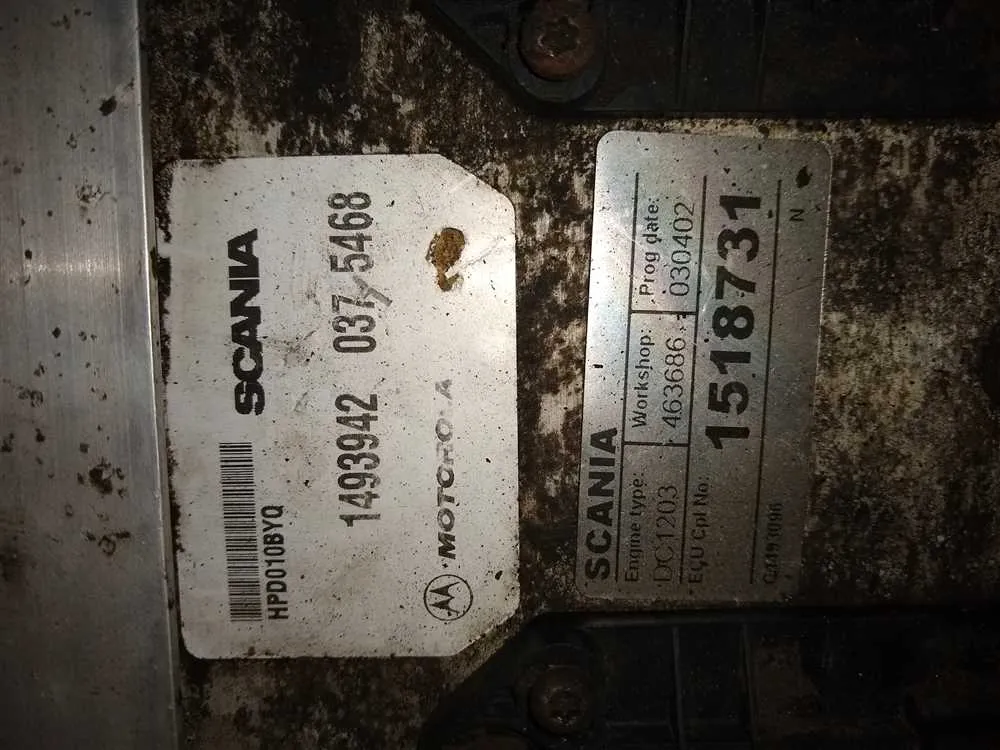 SCANIA
HPD010BYQ
1493942 037 5468
MOTOROLA
SCANIA
Engine type: Workshop: Prog date:
DC1203 463686 030402
ECU Cpl No:
1518731
N